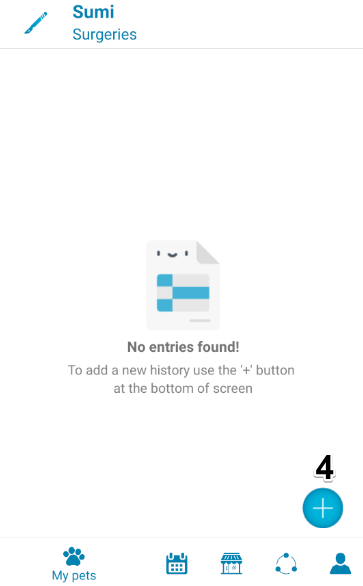 Sumi
Surgeries
No entries found!
To add a new history use the '+' button
at the bottom of screen
4
My pets